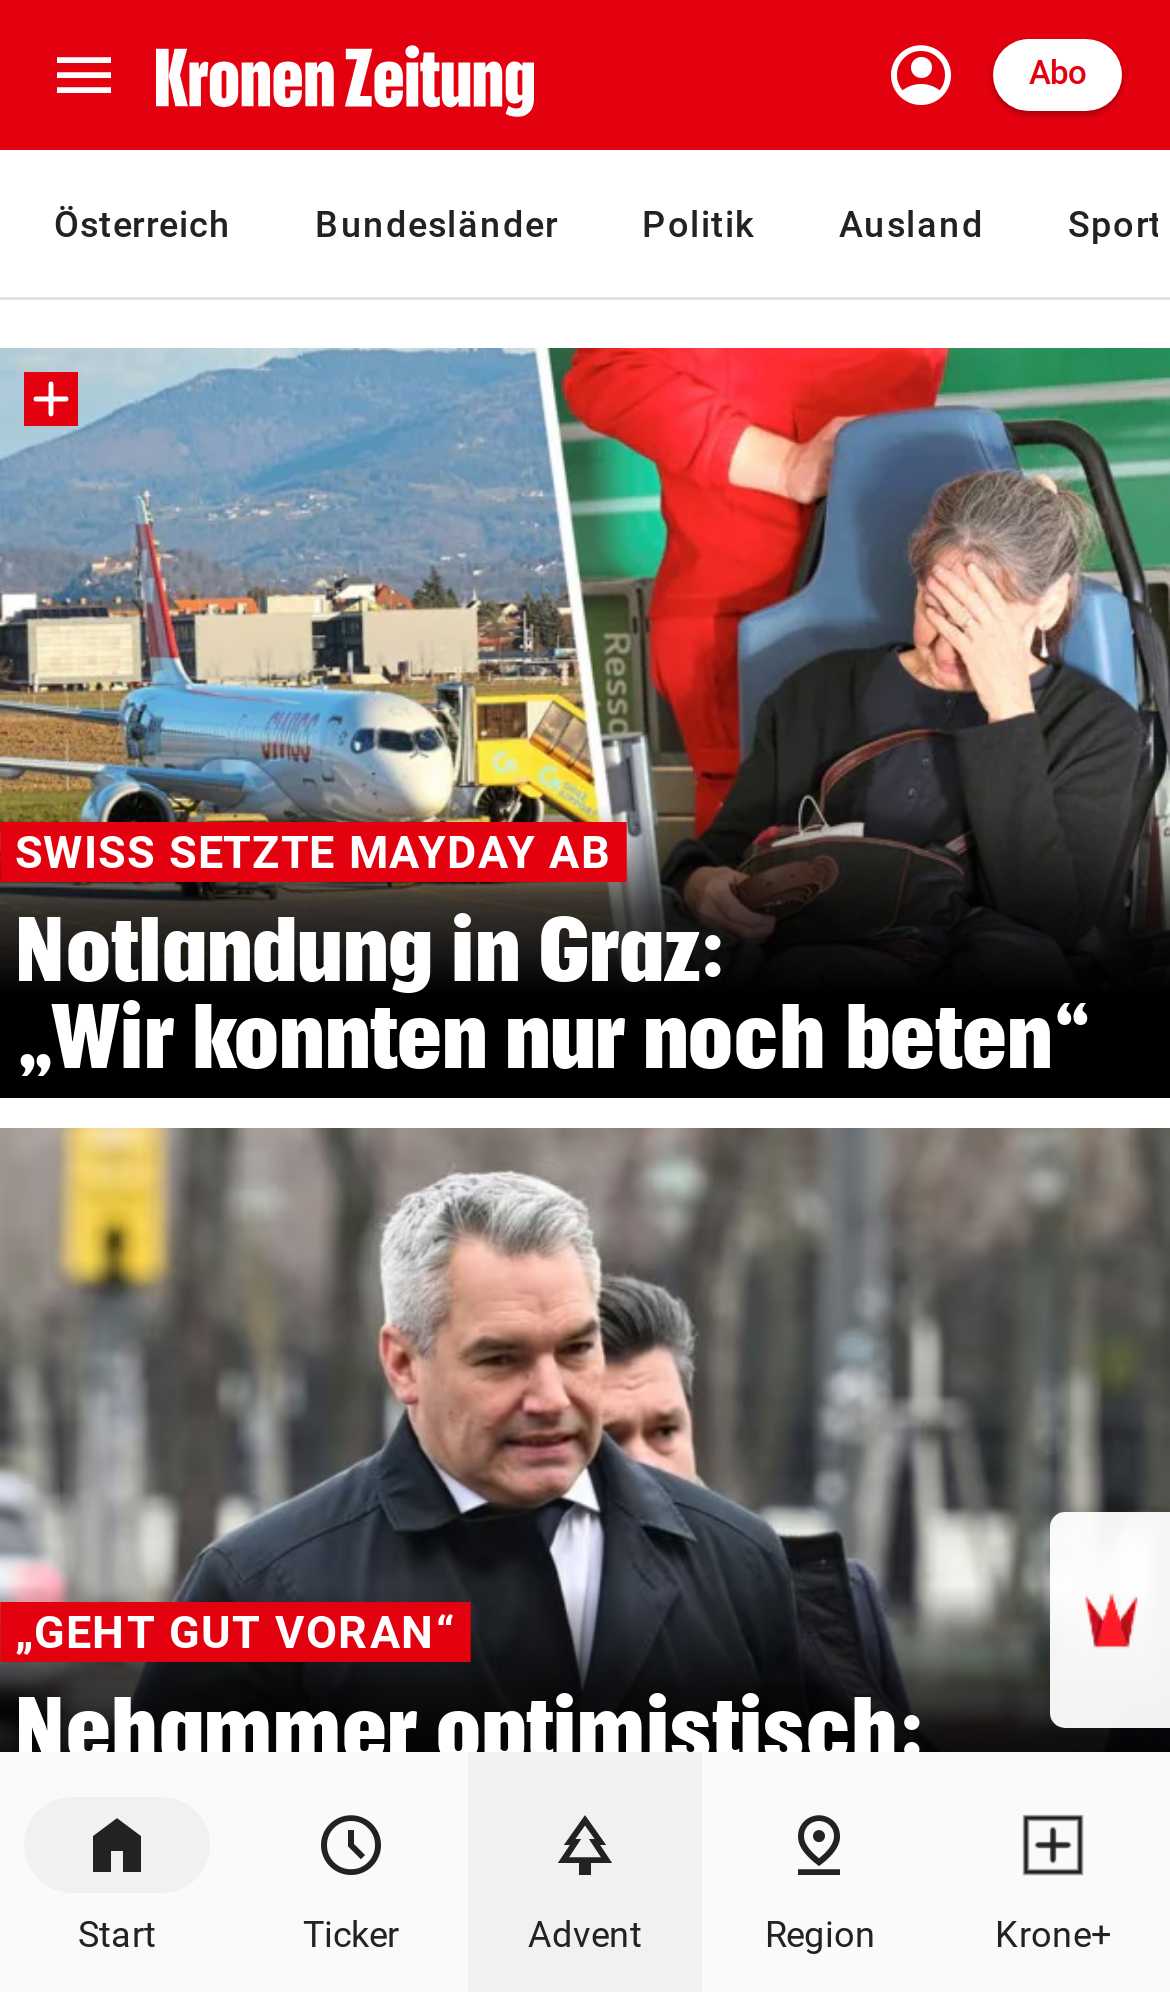 Kronen Zeitung
Abo
Österreich Bundesländer Politik Ausland Sport
SWISS
SWISS SETZTE MAYDAY AB
Notlandung in Graz:
„Wir konnten nur noch beten“
„GEHT GUT VORAN“
Nehammer optimistisch:
Start Ticker Advent Region Krone+